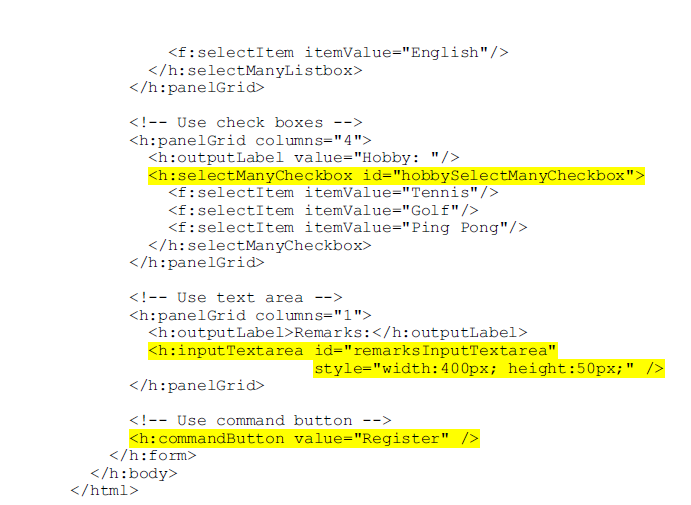 <f:selectItem itemValue="English"/>
</h:selectManyListbox>
</h:panelGrid>
<!-- Use check boxes -->
<h:panelGrid columns="4">
<h:outputLabel value="Hobby: "/>
<h:selectManyCheckbox id="hobbySelectManyCheckbox">
<f:selectItem itemValue="Tennis"/>
<f:selectItem itemValue="Golf"/>
<f:selectItem itemValue="Ping Pong"/>
</h:selectManyCheckbox>
</h:panelGrid>
<!-- Use text area -->
<h:panelGrid columns="1">
<h:outputLabel>Remarks:</h:outputLabel>
<h:inputTextarea id="remarksInputTextarea"
style="width:400px; height:50px;" />
</h:panelGrid>
<!-- Use command button -->
<h:commandButton value="Register" />
</h:form>
</h:body>
</html>